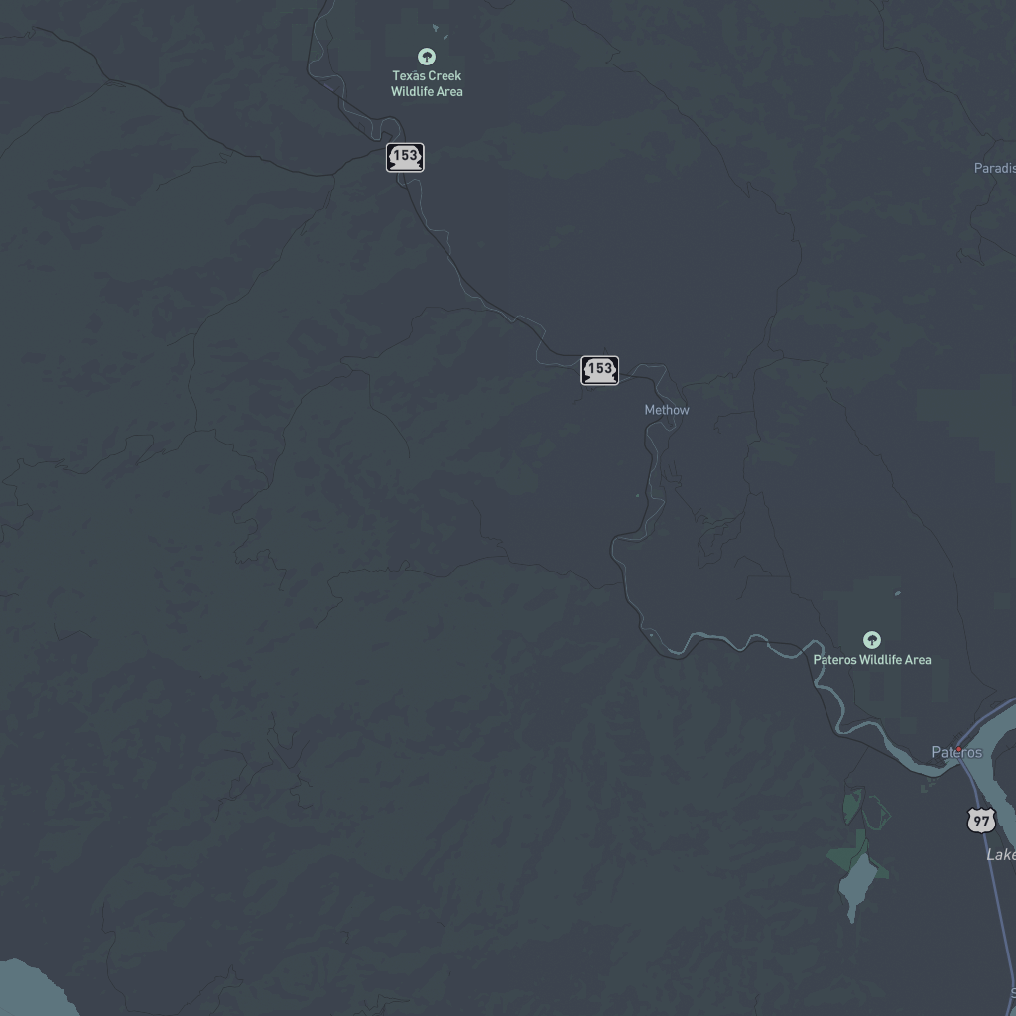 Texas Creek
Wildlife Area
153
Paradis
153
Methow
Pateros Wildlife Area
Pateros
97
Lake
S